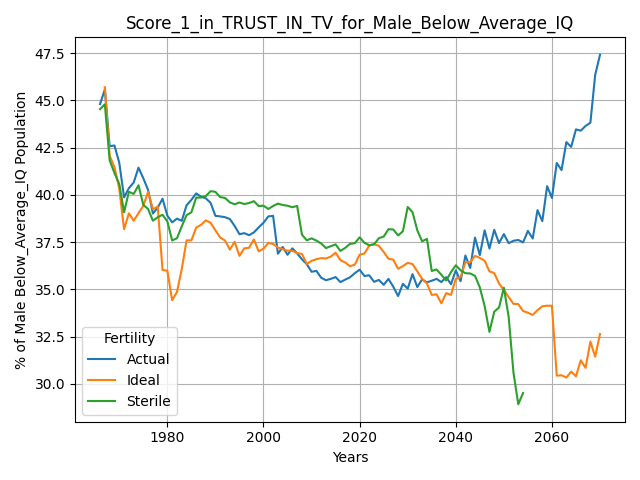 Score_1_in_TRUST_IN_TV_for_Male_Below_Average_IQ
% of Male Below_Average_IQ Population
47.5
45.0
42.5
40.0
37.5
35.0
32.5
30.0
Fertility
Actual
Ideal
Sterile
1980
2000
2020
2040
2060
Years